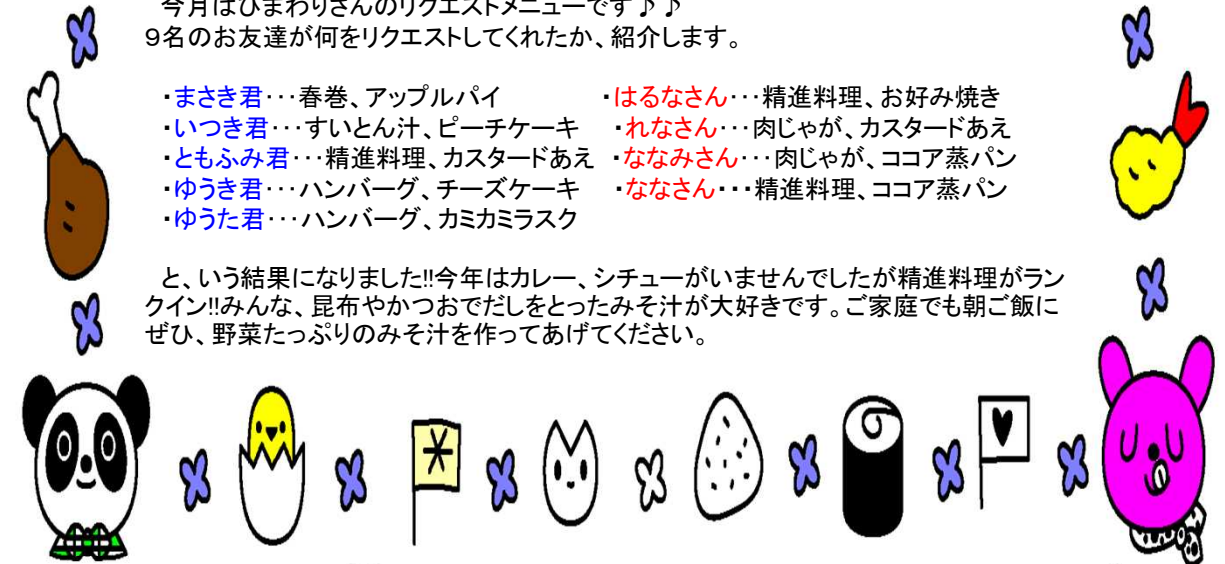 今月はひまわりさんのリクエストメニューです♪♪
9名のお友達が何をリクエストしてくれたか、紹介します。
・まさき君･･･春巻、アップルパイ ・はるなさん･･･精進料理、お好み焼き
・いつき君･･･すいとん汁、ピーチケーキ ・れなさん･･･肉じゃが、カスタードあえ
・ともふみ君･･･精進料理、カスタードあえ ・ななみさん･･･肉じゃが、ココア蒸パン
・ゆうき君･･･ハンバーグ、チーズケーキ ・ななさん・・・精進料理、ココア蒸パン
・ゆうた君･･･ハンバーグ、カミカミラスク
と、いう結果になりました!!今年はカレー、シチューがいませんでしたが精進料理がラン
クイン!!みんな、昆布やかつおでだしをとったみそ汁が大好きです。ご家庭でも朝ご飯に
ぜひ、野菜たっぷりのみそ汁を作ってあげてください。